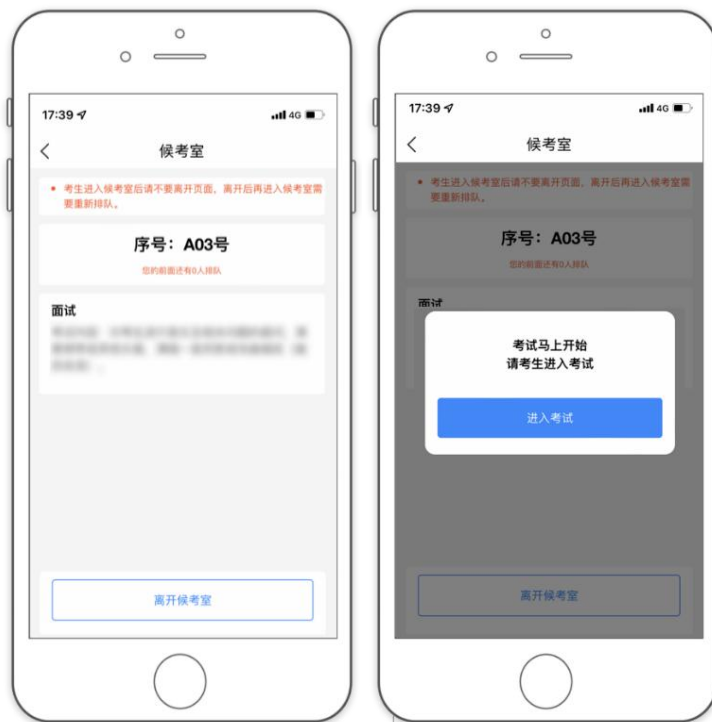 17:39
4G
候考室
• 考生进入候考室后请不要离开页面，离开后再进入候考室需
要重新排队。
序号：A03号
您的前面还有0人排队
面试
离开候考室
17:39
4G
候考室
• 考生进入候考室后请不要离开页面，离开后再进入候考室需
要重新排队。
序号：A03号
您的前面还有0人排队
面试
考试马上开始
请考生进入考试
进入考试
离开候考室